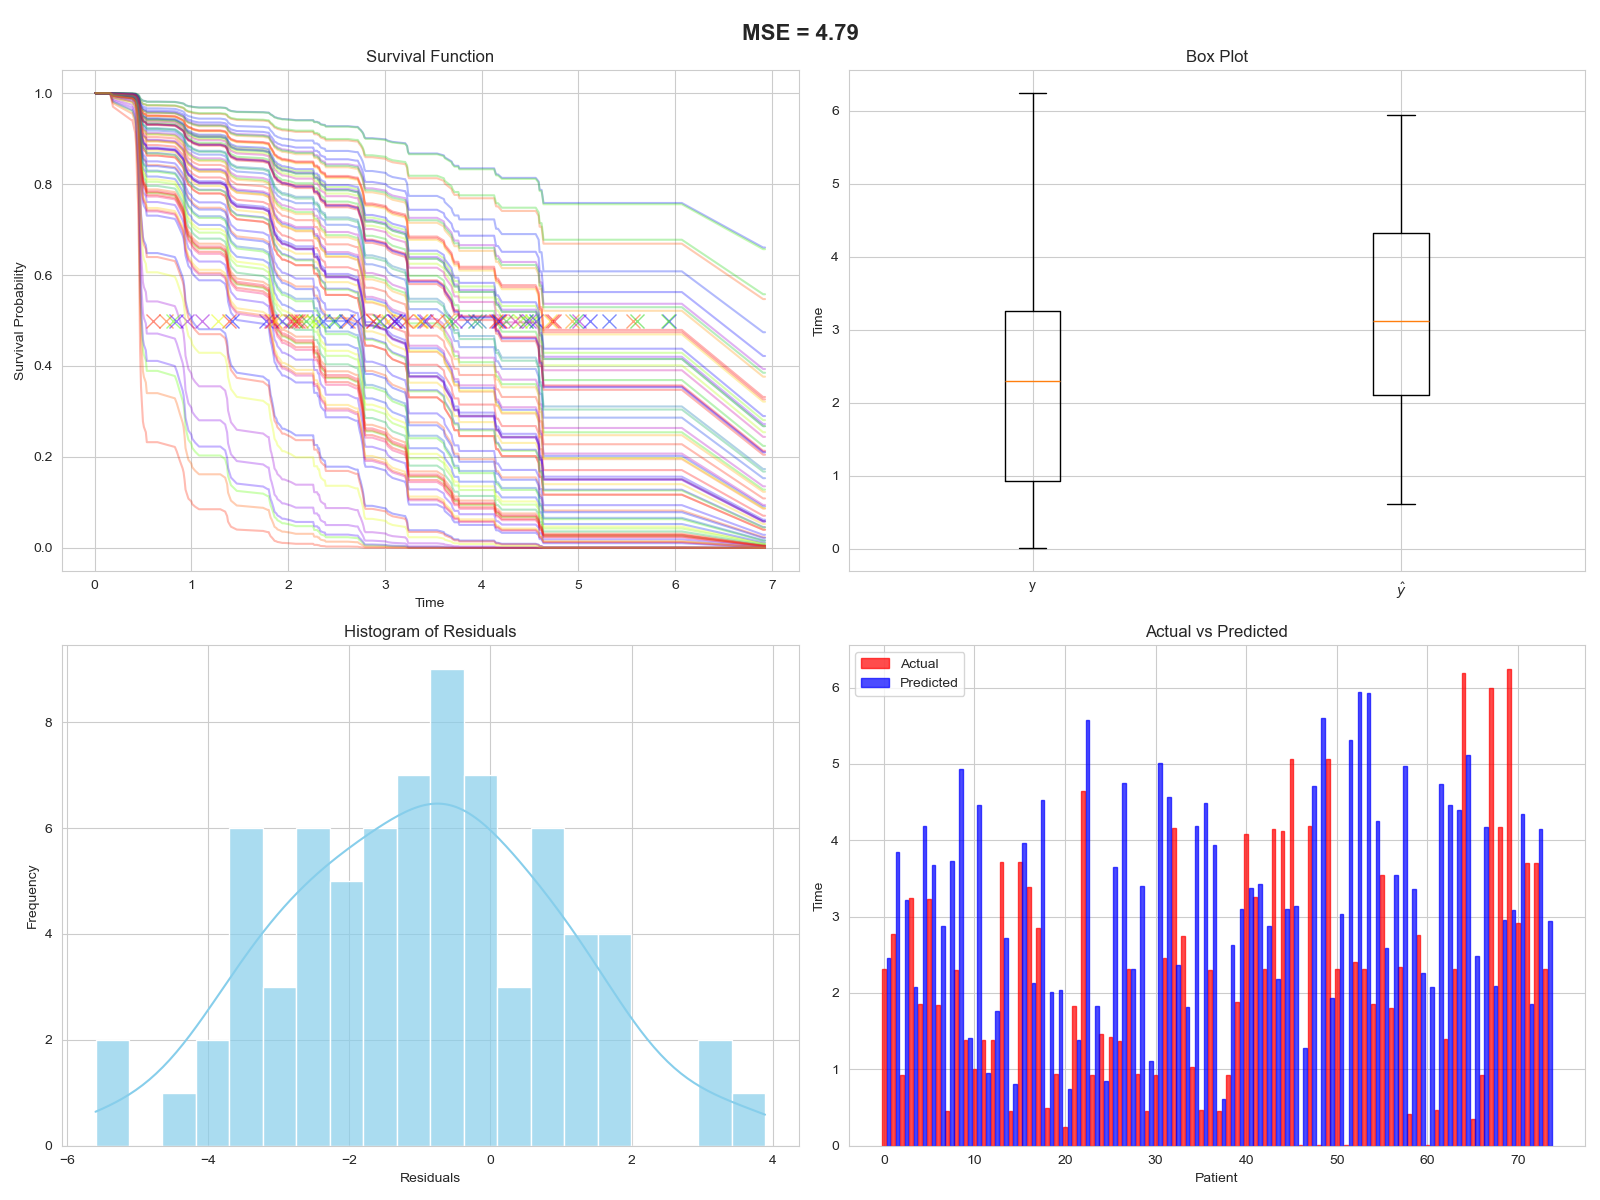 MSE = 4.79
Survival Function
Survival Probability
1.0
0.8
0.6
0.4
0.2
0.0
0 1 2 3 4 5 6 7
Time
Box Plot
Time
6
5
4
3
2
1
0
y ŷ
Histogram of Residuals
Frequency
8
6
4
2
0
−6 −4 −2 0 2 4
Residuals
Actual vs Predicted
Actual
Predicted
Time
6
5
4
3
2
1
0
0 10 20 30 40 50 60 70
Patient